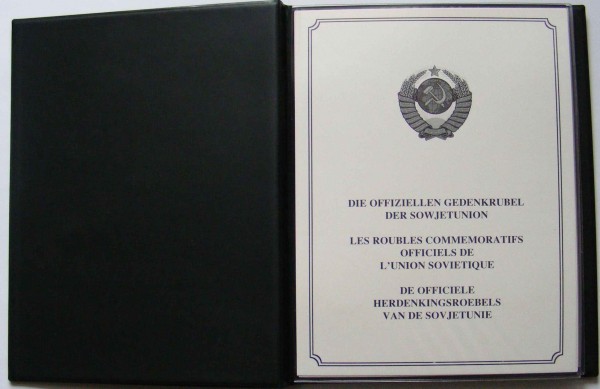 DIE OFFIZIELLEN GEDENKRUBEL
DER SOWJETUNION
LES ROUBLES COMMEMORATIFS
OFFICIELS DE
L'UNION SOVIETIQUE
DE OFFICIELE
HERDENKINGSROEBELS
VAN DE SOVJETUNIE